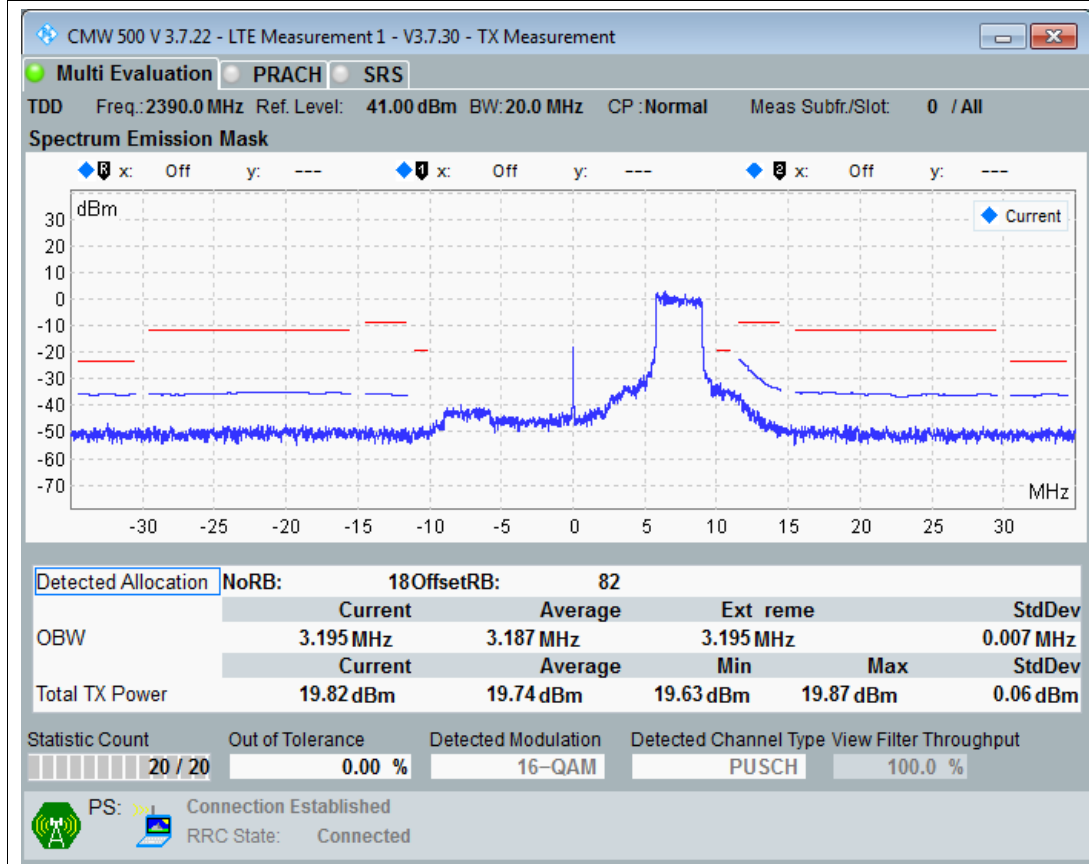 CMW 500 V 3.7.22 - LTE Measurement 1 - V3.7.30 - TX Measurement
Multi Evaluation PRACH SRS
TDD Freq.: 2390.0 MHz Ref. Level: 41.00 dBm BW: 20.0 MHz CP : Normal Meas Subfr./Slot: 0 / All
Spectrum Emission Mask
R x: Off y: --- 1 x: Off y: --- 2 x: Off y: ---
dBm
Current
30
20
10
0
-10
-20
-30
-40
-50
-60
-70
MHz
-30 -25 -20 -15 -10 -5 0 5 10 15 20 25 30
Detected Allocation NoRB: 18 OffsetRB: 82
Current Average Ext reme StdDev
OBW 3.195 MHz 3.187 MHz 3.195 MHz 0.007 MHz
Current Average Min Max StdDev
Total TX Power 19.82 dBm 19.74 dBm 19.63 dBm 19.87 dBm 0.06 dBm
Statistic Count Out of Tolerance Detected Modulation Detected Channel Type View Filter Throughput
20 / 20 0.00 % 16-QAM PUSCH 100.0 %
PS: Connection Established
RRC State: Connected